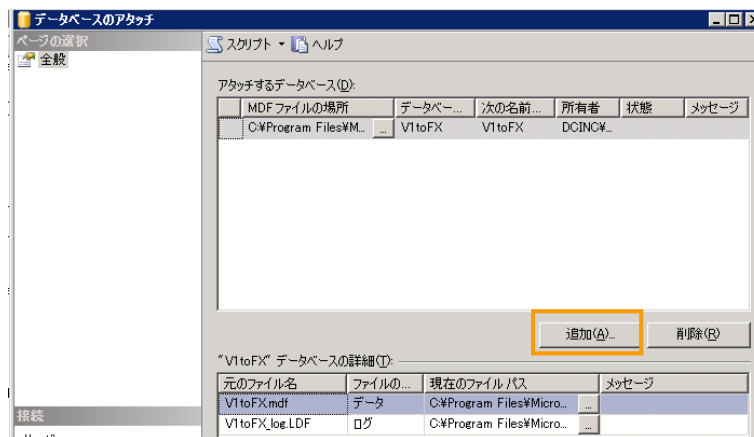 データベースのアタッチ
ページの選択
全般
スクリプト ヘルプ
アタッチするデータベース(D):
MDF ファイルの場所 データベー... 次の名前... 所有者 状態 メッセージ
C:¥Program Files¥M... ... V1toFX V1toFX DCINC¥...
追加(A)... 削除(R)
"V1toFX" データベースの詳細(T):
元のファイル名 ファイルの... 現在のファイル パス メッセージ
V1toFX.mdf データ C:¥Program Files¥Micro... ...
V1toFX_log.LDF ログ C:¥Program Files¥Micro... ...
接続